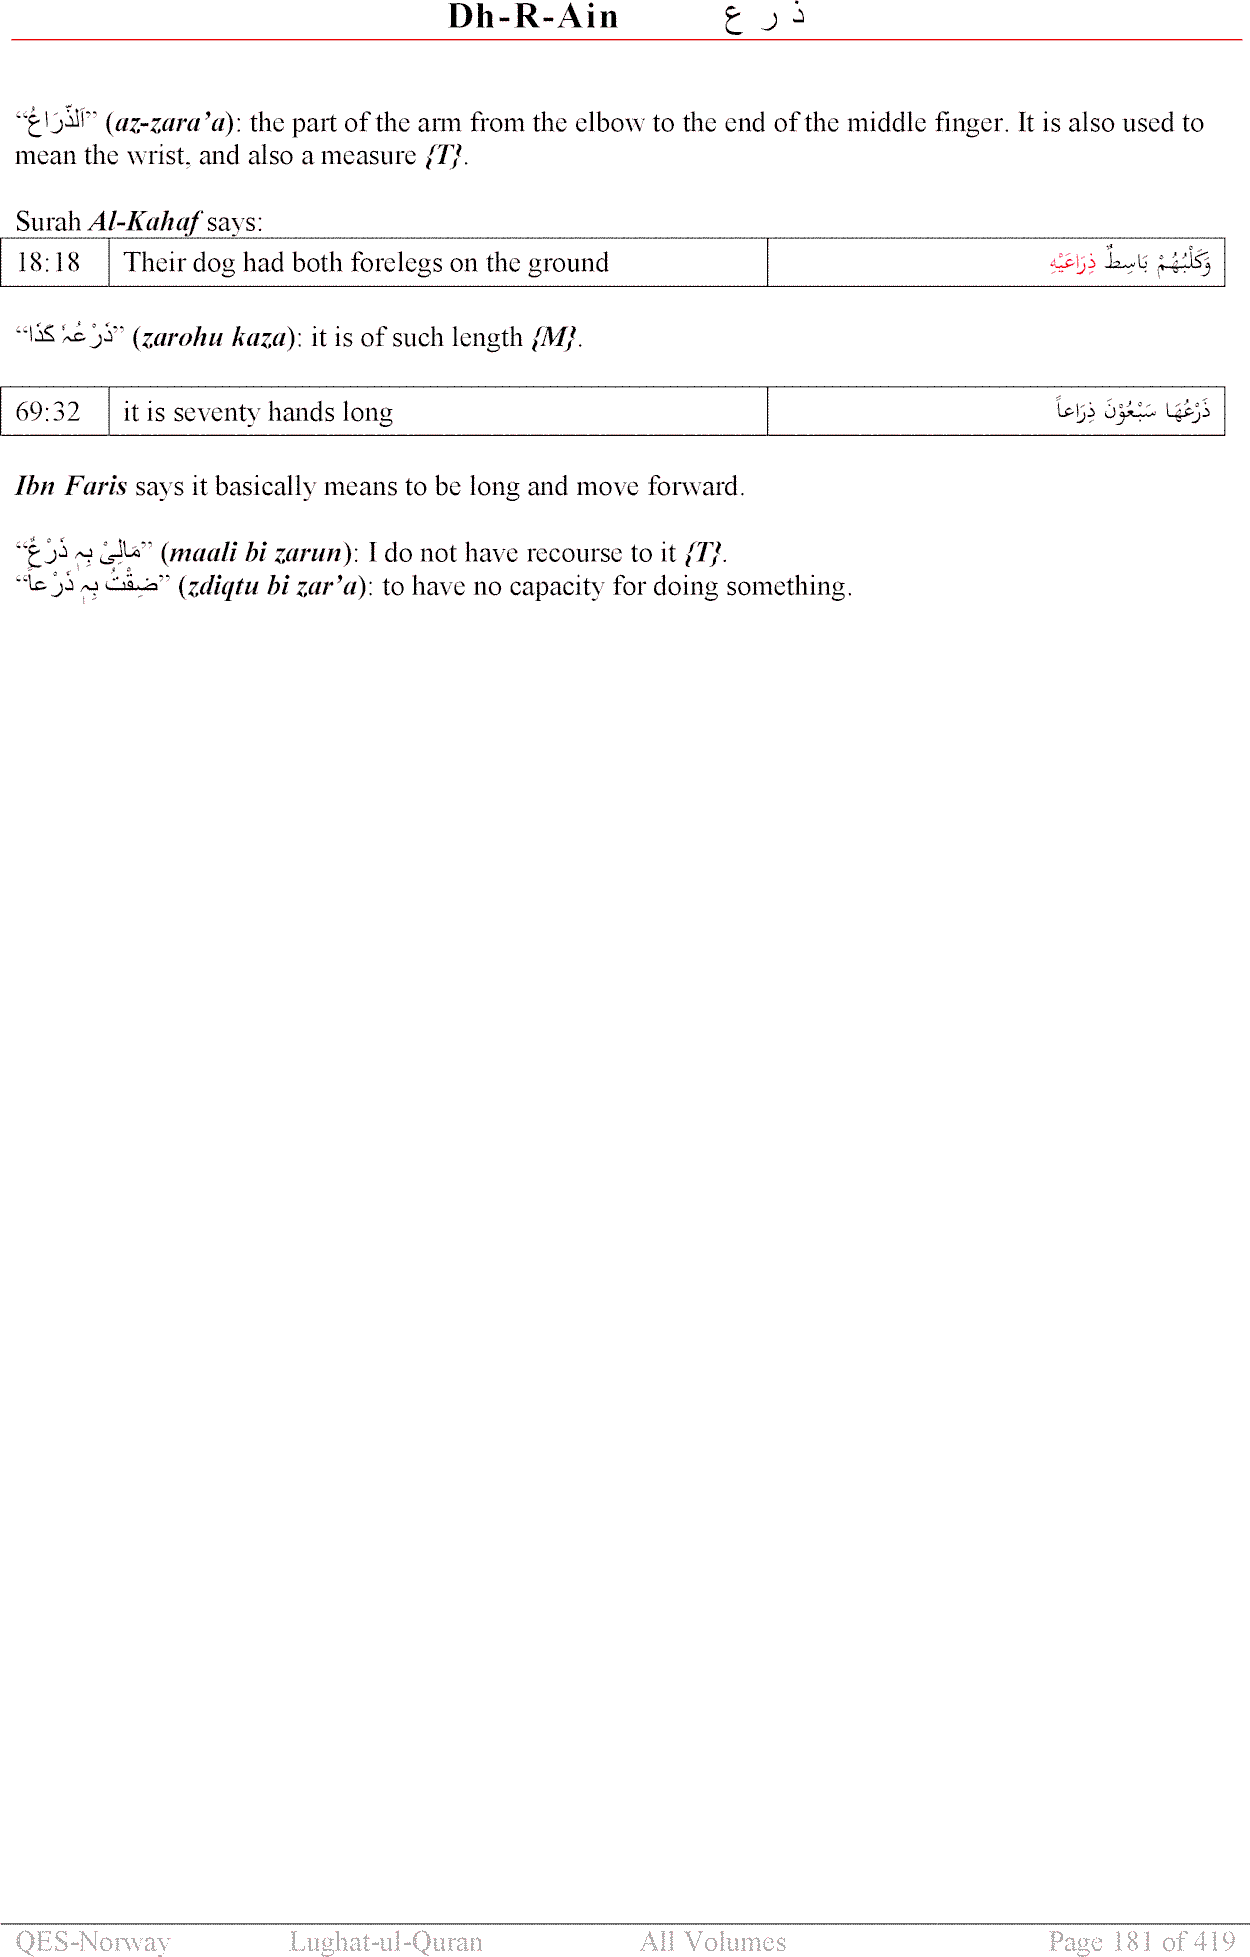 Dh-R-Ain ذ ر ع
“اَلذِّرَاعُ” (az-zara’a): the part of the arm from the elbow to the end of the middle finger. It is also used to
mean the wrist, and also a measure {T}.
Surah Al-Kahaf says:
18:18 Their dog had both forelegs on the ground وَكَلْبُهُمْ بَاسِطٌ ذِرَاعَيْهِ
“ذَرْعُہٗ كَذَا” (zarohu kaza): it is of such length {M}.
69:32 it is seventy hands long ذَرْعُهَا سَبْعُوْنَ ذِرَاعاً
Ibn Faris says it basically means to be long and move forward.
“مَالِیْ بِہٖ ذَرْعٌ” (maali bi zarun): I do not have recourse to it {T}.
“ضِقْتُ بِہٖ ذَرْعاً” (zdiqtu bi zar’a): to have no capacity for doing something.
QES-Norway Lughat-ul-Quran All Volumes Page 181 of 419